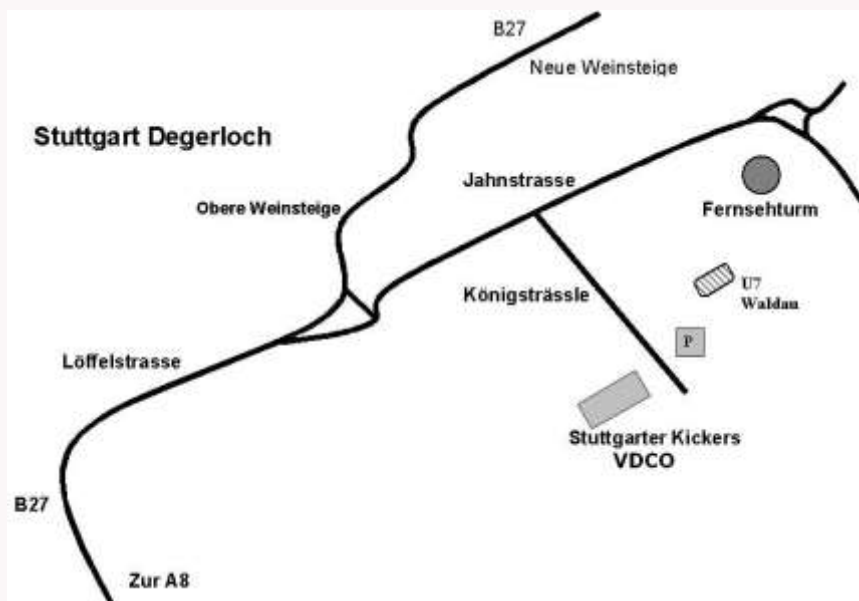 B27
Neue Weinsteige
Stuttgart Degerloch
Jahnstrasse
Obere Weinsteige
Fernsehturm
Königsträssle
U7
Waldau
P
Löffelstrasse
Stuttgarter Kickers
VDCO
B27
Zur A8